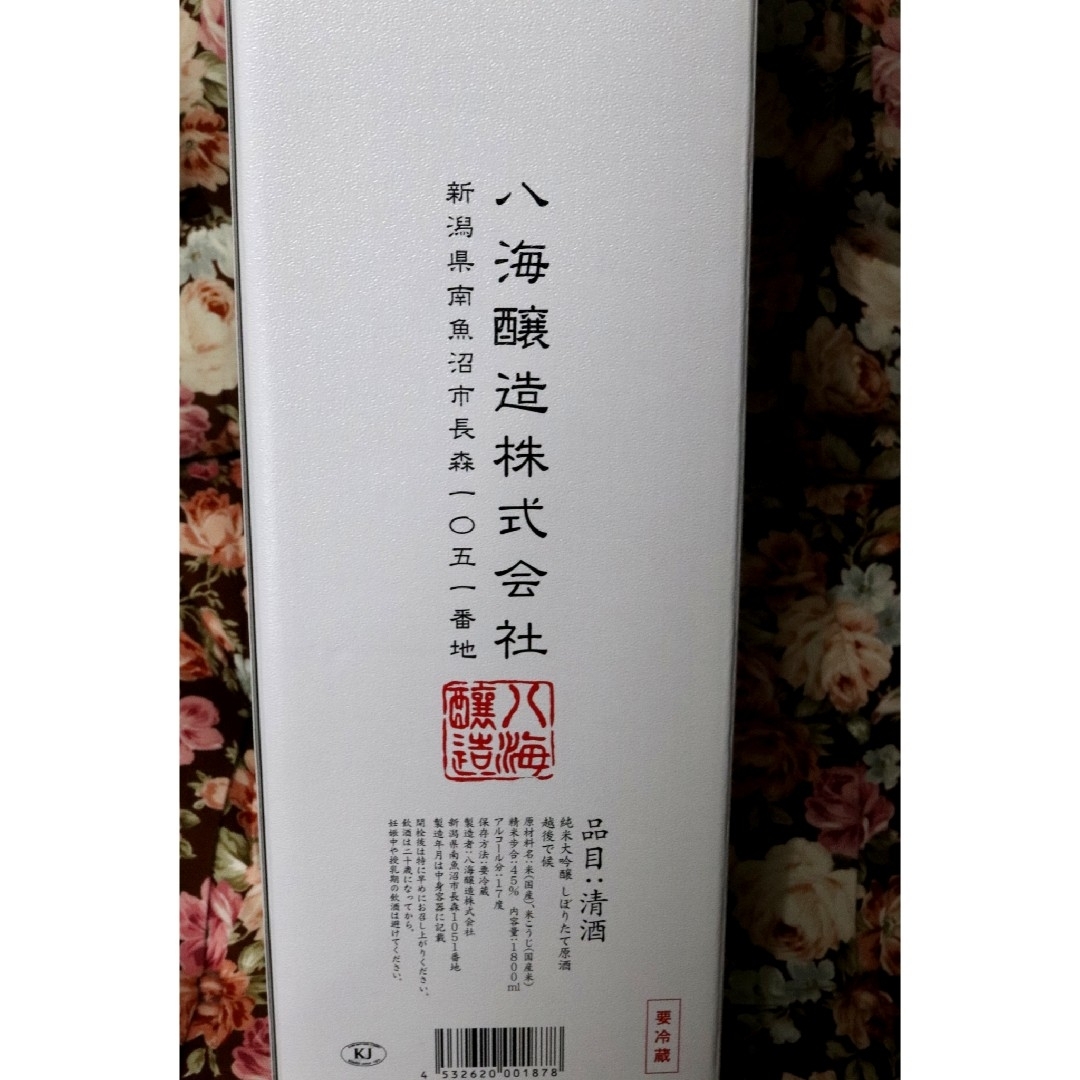 八海醸造株式会社
新潟県南魚沼市長森一〇五一番地
八海
醸造
品目：清酒
純米大吟醸 しぼりたて原酒
越後で候
原材料名：米（国産）、米こうじ（国産米）
精米歩合：45％ 内容量：1800ml
アルコール分：17度
保存方法：要冷蔵
製造者：八海醸造株式会社
新潟県南魚沼市長森1051番地
製造年月は中身容器に記載
開栓後は特に早めにお召し上がりください。
飲酒は二十歳になってから。
妊娠中や授乳期の飲酒は避けてください。
要冷蔵
KJ
4 532620 001878